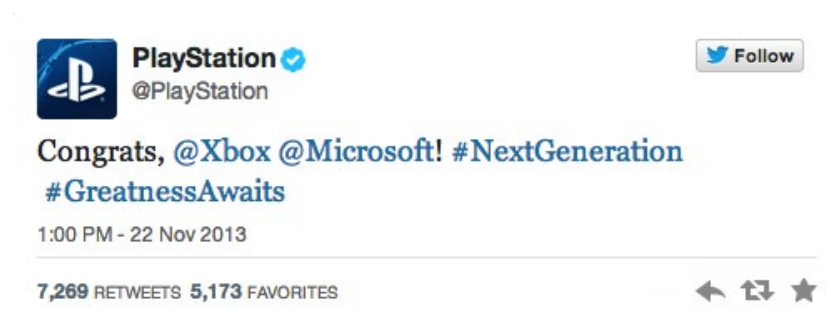 PlayStation
Follow
@PlayStation
Congrats, @Xbox @Microsoft! #NextGeneration
#GreatnessAwaits
1:00 PM - 22 Nov 2013
7,269 RETWEETS 5,173 FAVORITES